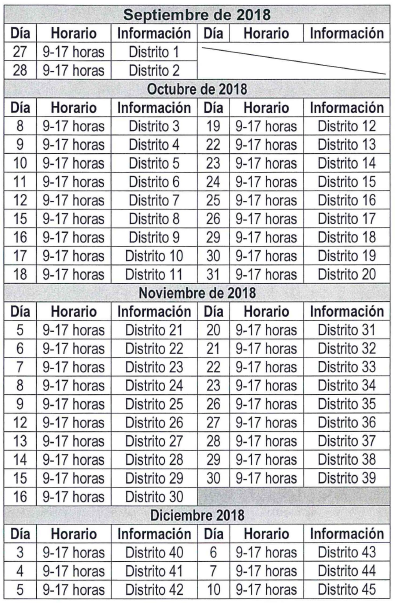 Septiembre de 2018
Día Horario Información Día Horario Información
27 9-17 horas Distrito 1
28 9-17 horas Distrito 2
Octubre de 2018
Día Horario Información Día Horario Información
8 9-17 horas Distrito 3 19 9-17 horas Distrito 12
9 9-17 horas Distrito 4 22 9-17 horas Distrito 13
10 9-17 horas Distrito 5 23 9-17 horas Distrito 14
11 9-17 horas Distrito 6 24 9-17 horas Distrito 15
12 9-17 horas Distrito 7 25 9-17 horas Distrito 16
15 9-17 horas Distrito 8 26 9-17 horas Distrito 17
16 9-17 horas Distrito 9 29 9-17 horas Distrito 18
17 9-17 horas Distrito 10 30 9-17 horas Distrito 19
18 9-17 horas Distrito 11 31 9-17 horas Distrito 20
Noviembre de 2018
Día Horario Información Día Horario Información
5 9-17 horas Distrito 21 20 9-17 horas Distrito 31
6 9-17 horas Distrito 22 21 9-17 horas Distrito 32
7 9-17 horas Distrito 23 22 9-17 horas Distrito 33
8 9-17 horas Distrito 24 23 9-17 horas Distrito 34
9 9-17 horas Distrito 25 26 9-17 horas Distrito 35
12 9-17 horas Distrito 26 27 9-17 horas Distrito 36
13 9-17 horas Distrito 27 28 9-17 horas Distrito 37
14 9-17 horas Distrito 28 29 9-17 horas Distrito 38
15 9-17 horas Distrito 29 30 9-17 horas Distrito 39
16 9-17 horas Distrito 30
Diciembre 2018
Día Horario Información Día Horario Información
3 9-17 horas Distrito 40 6 9-17 horas Distrito 43
4 9-17 horas Distrito 41 7 9-17 horas Distrito 44
5 9-17 horas Distrito 42 10 9-17 horas Distrito 45